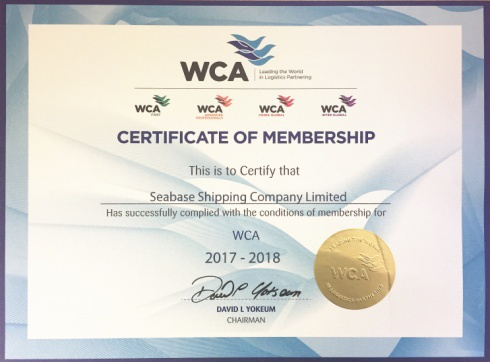 WCA
Leading the World
in Logistics Partnering
WCA WCA WCA WCA
FIRST ADVANCED PROFESSIONALS CHINA GLOBAL INTER GLOBAL
CERTIFICATE OF MEMBERSHIP
This is to Certify that
Seabase Shipping Company Limited
Has successfully complied with the conditions of membership for
WCA
2017 - 2018
DAVID L YOKEUM
CHAIRMAN
WCA